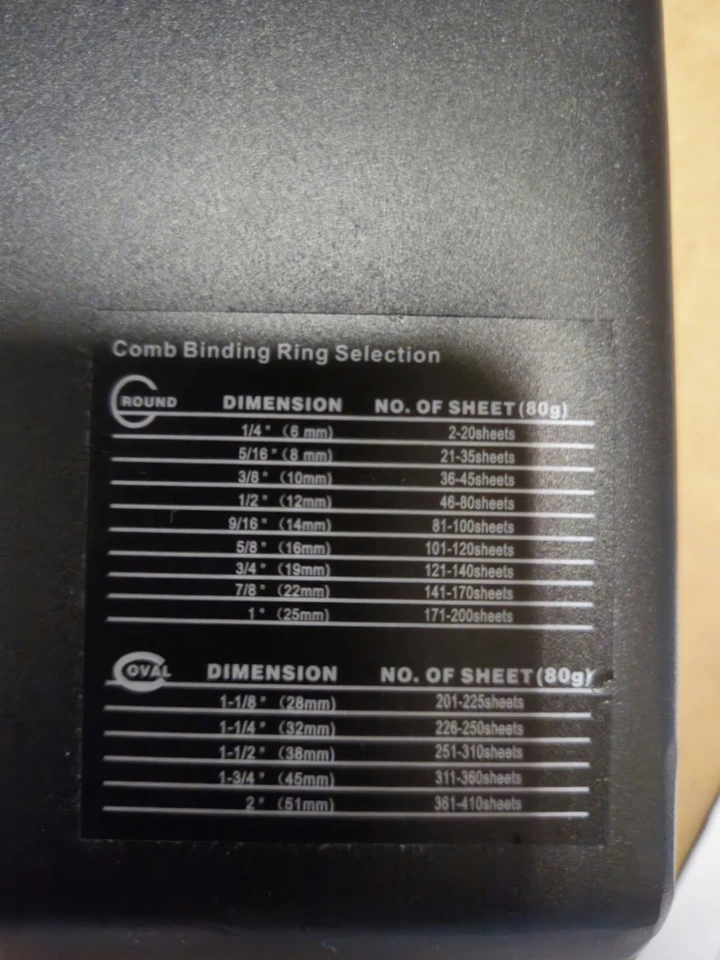 Comb Binding Ring Selection
ROUND DIMENSION NO. OF SHEET(80g)
1/4" (6 mm) 2-20sheets
5/16" (8 mm) 21-35sheets
3/8" (10mm) 36-45sheets
1/2" (12mm) 46-80sheets
9/16" (14mm) 81-100sheets
5/8" (16mm) 101-120sheets
3/4" (19mm) 121-140sheets
7/8" (22mm) 141-170sheets
1" (25mm) 171-200sheets
OVAL DIMENSION NO. OF SHEET(80g)
1-1/8" (28mm) 201-225sheets
1-1/4" (32mm) 226-250sheets
1-1/2" (38mm) 251-310sheets
1-3/4" (45mm) 311-360sheets
2" (51mm) 361-410sheets